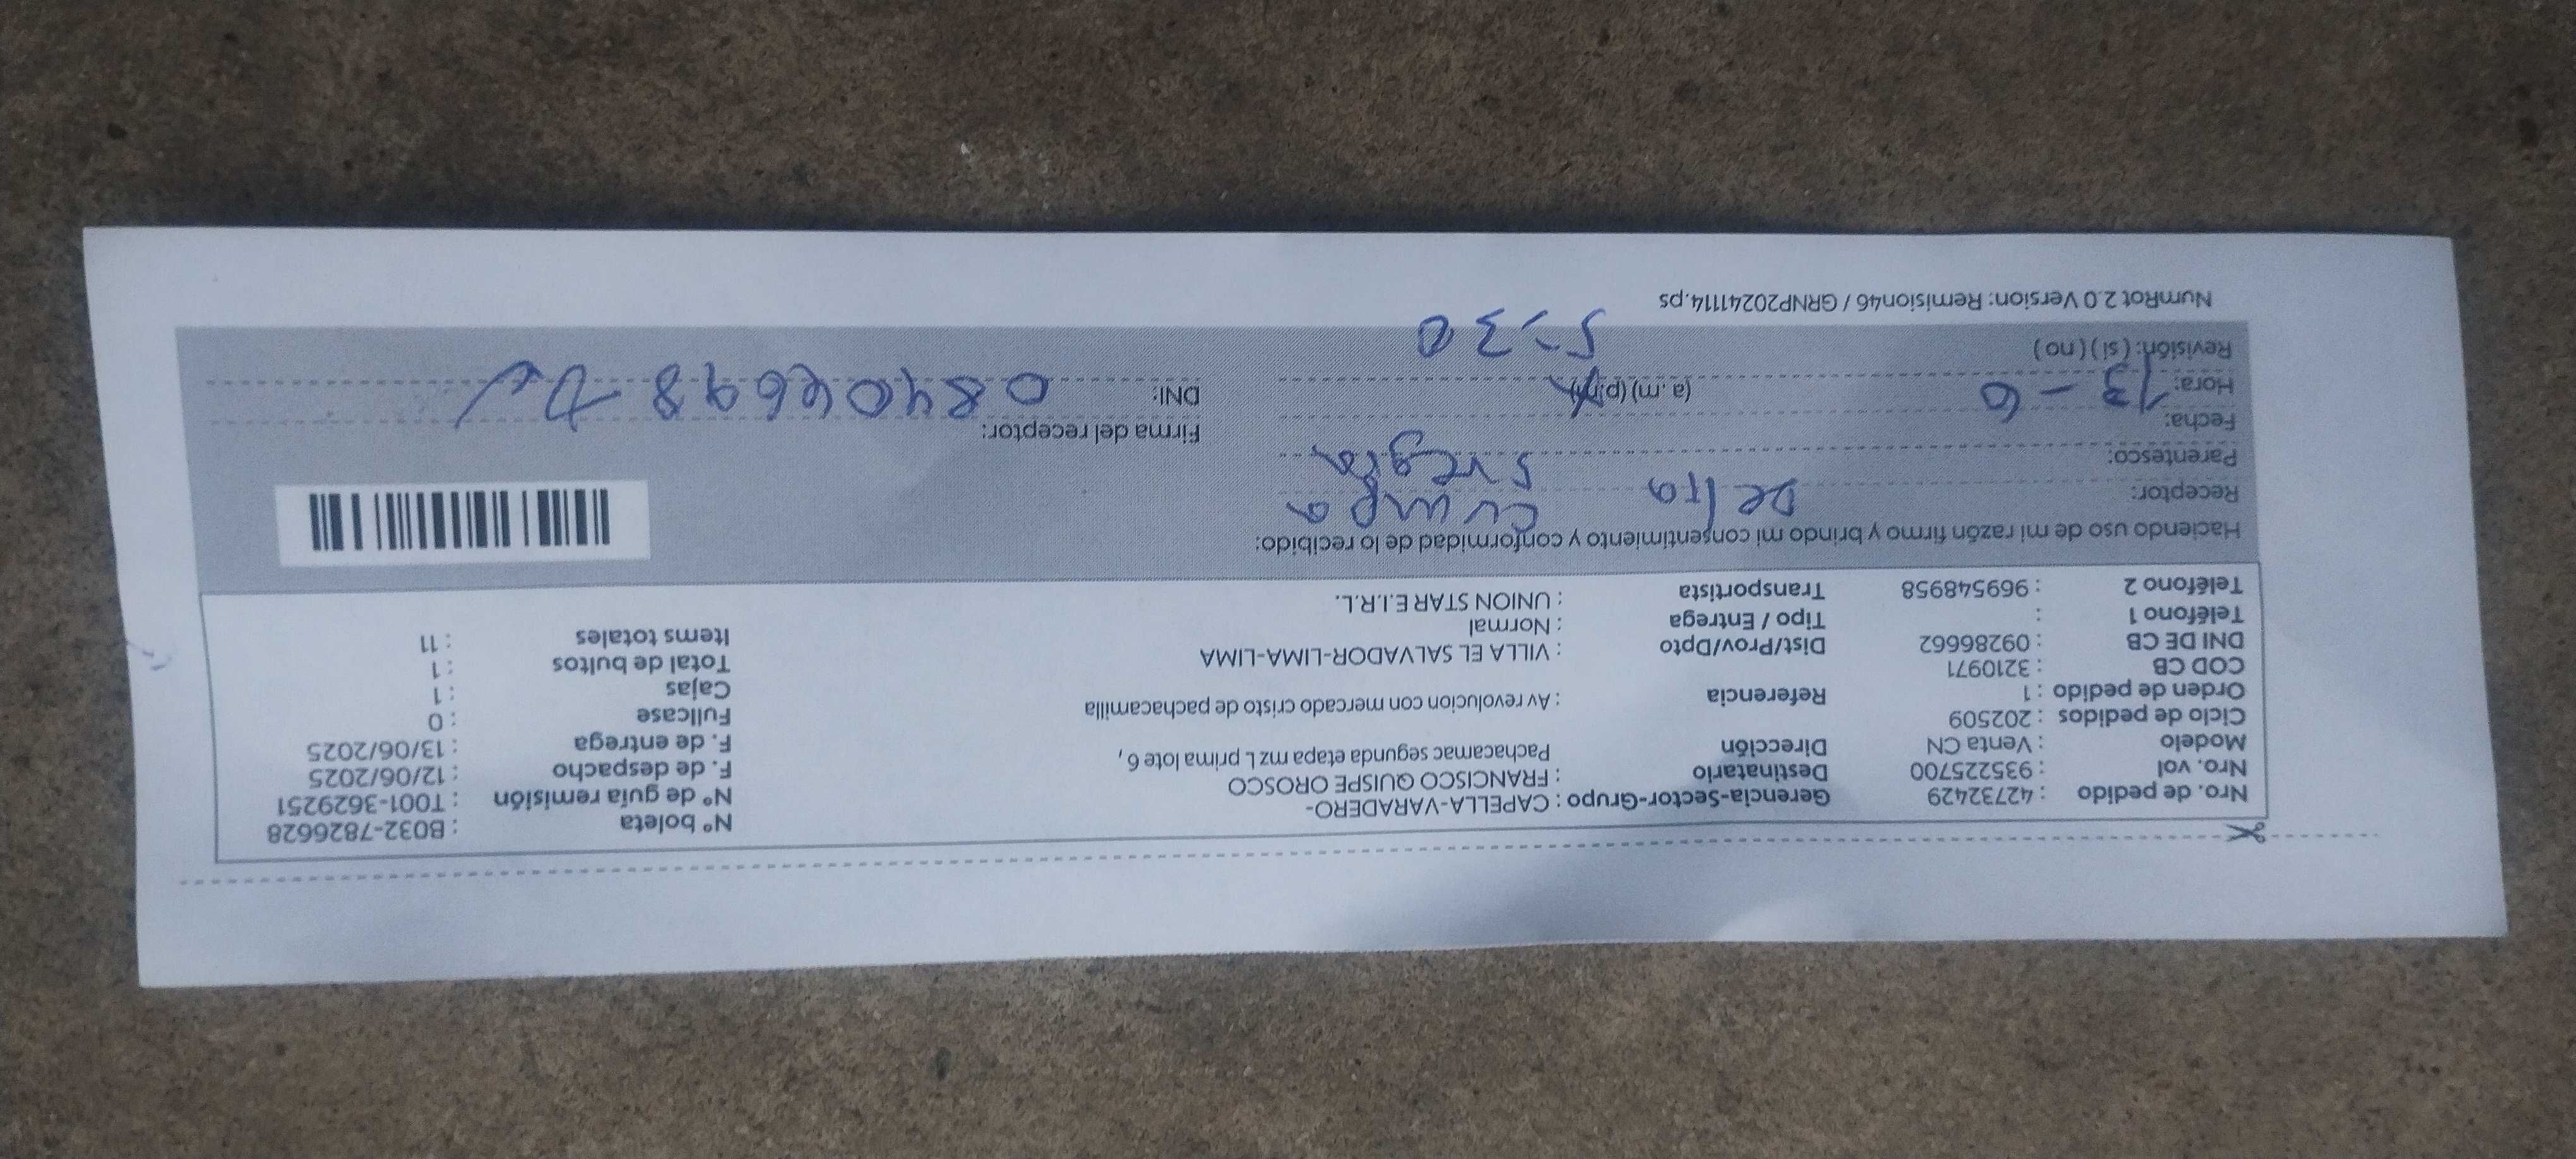 Nro. de pedido : 42732429 Gerencia-Sector-Grupo : CAPELLA-VARADERO- Nº boleta : B032-7826628
Nro. vol : 935225700 Destinatario : FRANCISCO QUISPE OROSCO Nº de guía remisión : T001-3629251
Modelo : Venta CN Dirección Pachacamac segunda etapa mz L prima lote 6 , F. de despacho : 12/06/2025
Ciclo de pedidos : 202509 F. de entrega : 13/06/2025
Orden de pedido : 1 Referencia : Av revolucion con mercado cristo de pachacamilla Fullcase : 0
COD CB : 3210971 Cajas : 1
DNI DE CB : 09286662 Dist/Prov/Dpto : VILLA EL SALVADOR-LIMA-LIMA Total de bultos : 1
Teléfono 1 : Tipo / Entrega : Normal Items totales : 11
Teléfono 2 : 969548958 Transportista : UNION STAR E.I.R.L.
Haciendo uso de mi razón firmo y brindo mi consentimiento y conformidad de lo recibido:
Receptor: Delta
Parentesco: suegra
Firma del receptor:
Fecha: 13-6
Hora: (a.m) (p.m) 5-30 DNI:
Revisión: (si) (no)
NumRot 2.0 Version: Remision46 / GRNP20241114.ps